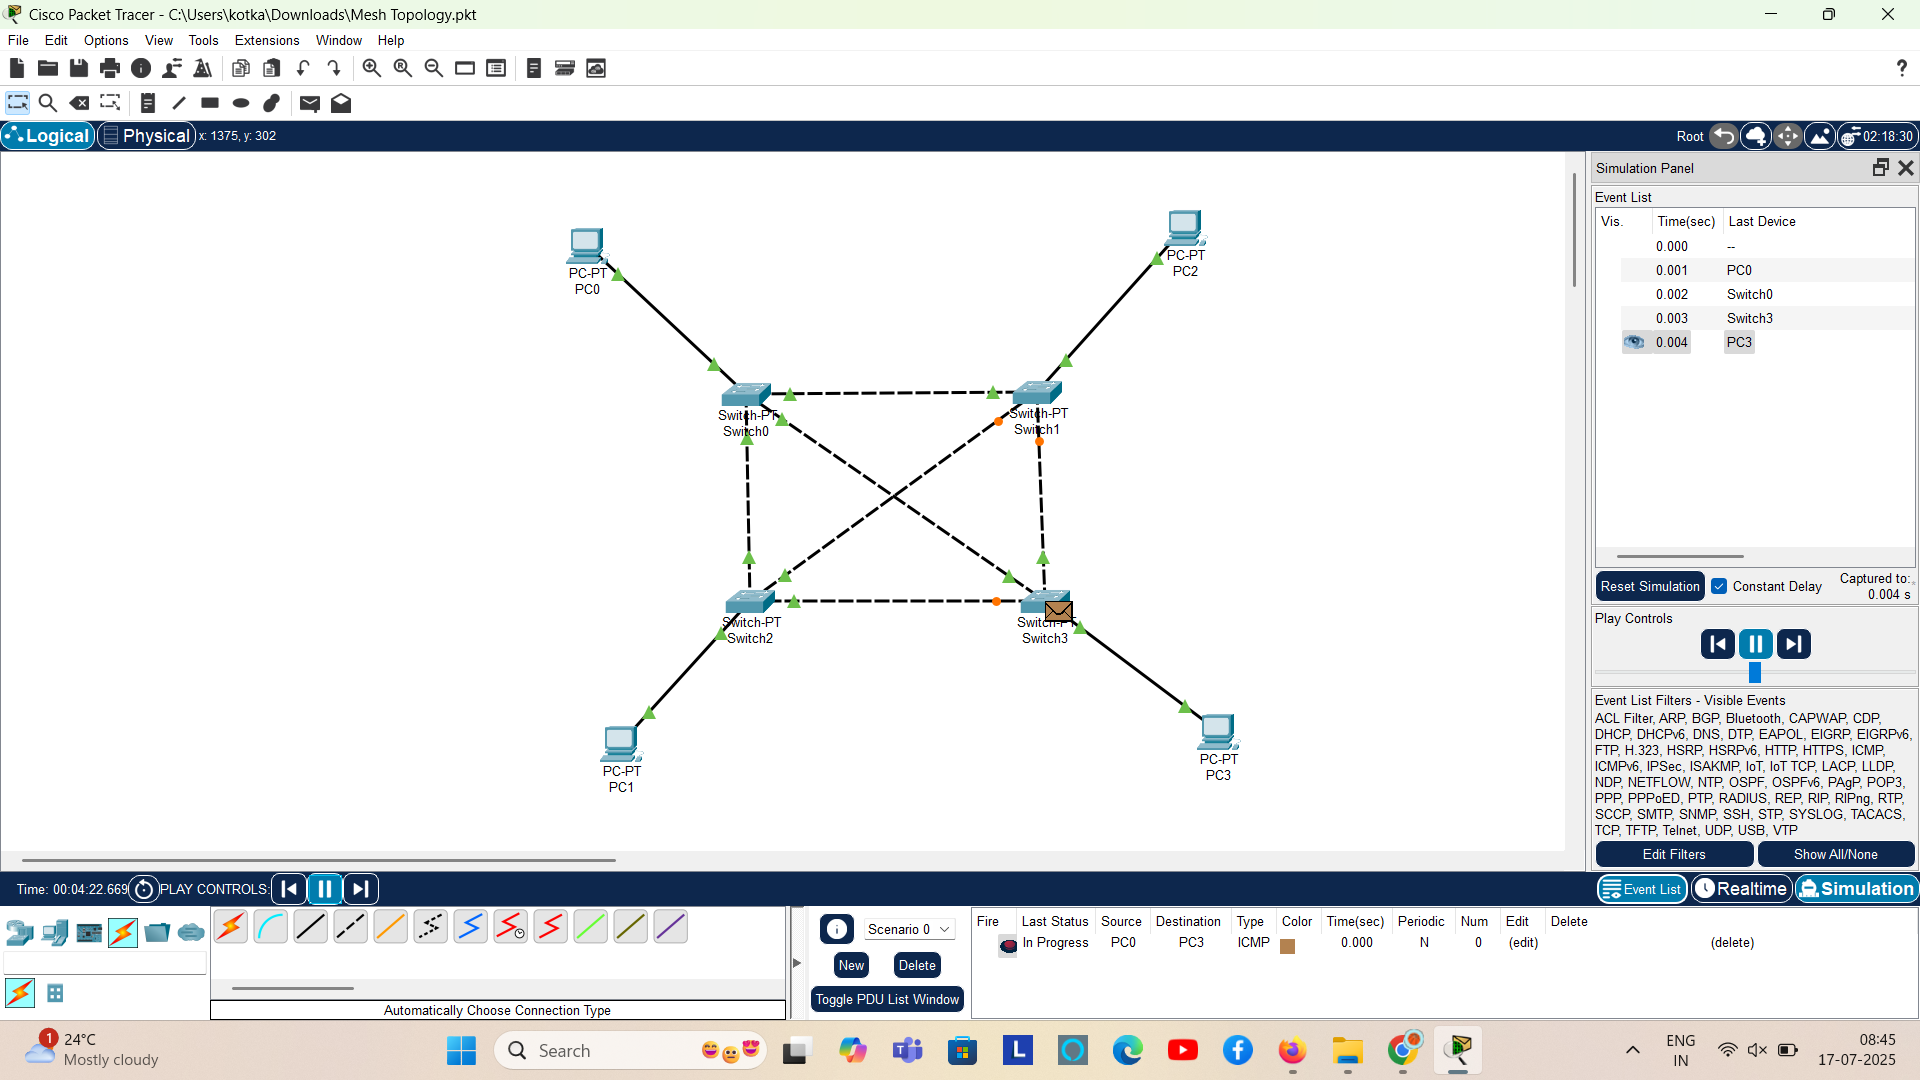 Cisco Packet Tracer - C:\Users\kotka\Downloads\Mesh Topology.pkt
File Edit Options View Tools Extensions Window Help
?
Logical Physical x: 1375, y: 302
Root 02:18:30
PC-PT
PC0
PC-PT
PC2
Switch-PT
Switch0
Switch-PT
Switch1
Switch-PT
Switch2
Switch-PT
Switch3
PC-PT
PC1
PC-PT
PC3
Simulation Panel
Event List
Vis. Time(sec) Last Device
0.000 --
0.001 PC0
0.002 Switch0
0.003 Switch3
0.004 PC3
Reset Simulation Constant Delay Captured to:
0.004 s
Play Controls
Event List Filters - Visible Events
ACL Filter, ARP, BGP, Bluetooth, CAPWAP, CDP,
DHCP, DHCPv6, DNS, DTP, EAPOL, EIGRP, EIGRPv6,
FTP, H.323, HSRP, HSRPv6, HTTP, HTTPS, ICMP,
ICMPv6, IPSec, ISAKMP, IoT, IoT TCP, LACP, LLDP,
NDP, NETFLOW, NTP, OSPF, OSPFv6, PAgP, POP3,
PPP, PPPoED, PTP, RADIUS, REP, RIP, RIPng, RTP,
SCCP, SMTP, SNMP, SSH, STP, SYSLOG, TACACS,
TCP, TFTP, Telnet, UDP, USB, VTP
Edit Filters Show All/None
Time: 00:04:22.669 PLAY CONTROLS:
Event List Realtime Simulation
Automatically Choose Connection Type
Scenario 0
New Delete
Toggle PDU List Window
Fire Last Status Source Destination Type Color Time(sec) Periodic Num Edit Delete
In Progress PC0 PC3 ICMP 0.000 N 0 (edit) (delete)
1
24°C
Mostly cloudy
Search
L
ENG
IN
08:45
17-07-2025